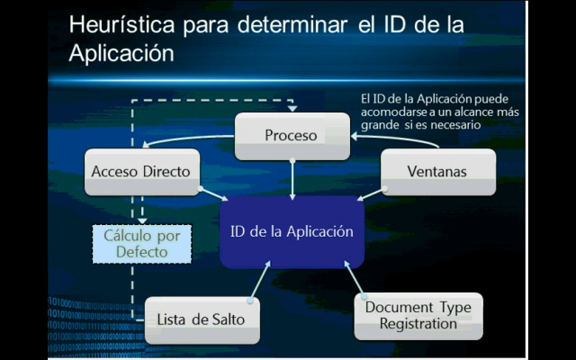 Heurística para determinar el ID de la
Aplicación
El ID de la Aplicación puede
acomodarse a un alcance más
grande si es necesario
Proceso
Acceso Directo
Ventanas
Cálculo por
Defecto
ID de la Aplicación
Lista de Salto
Document Type
Registration